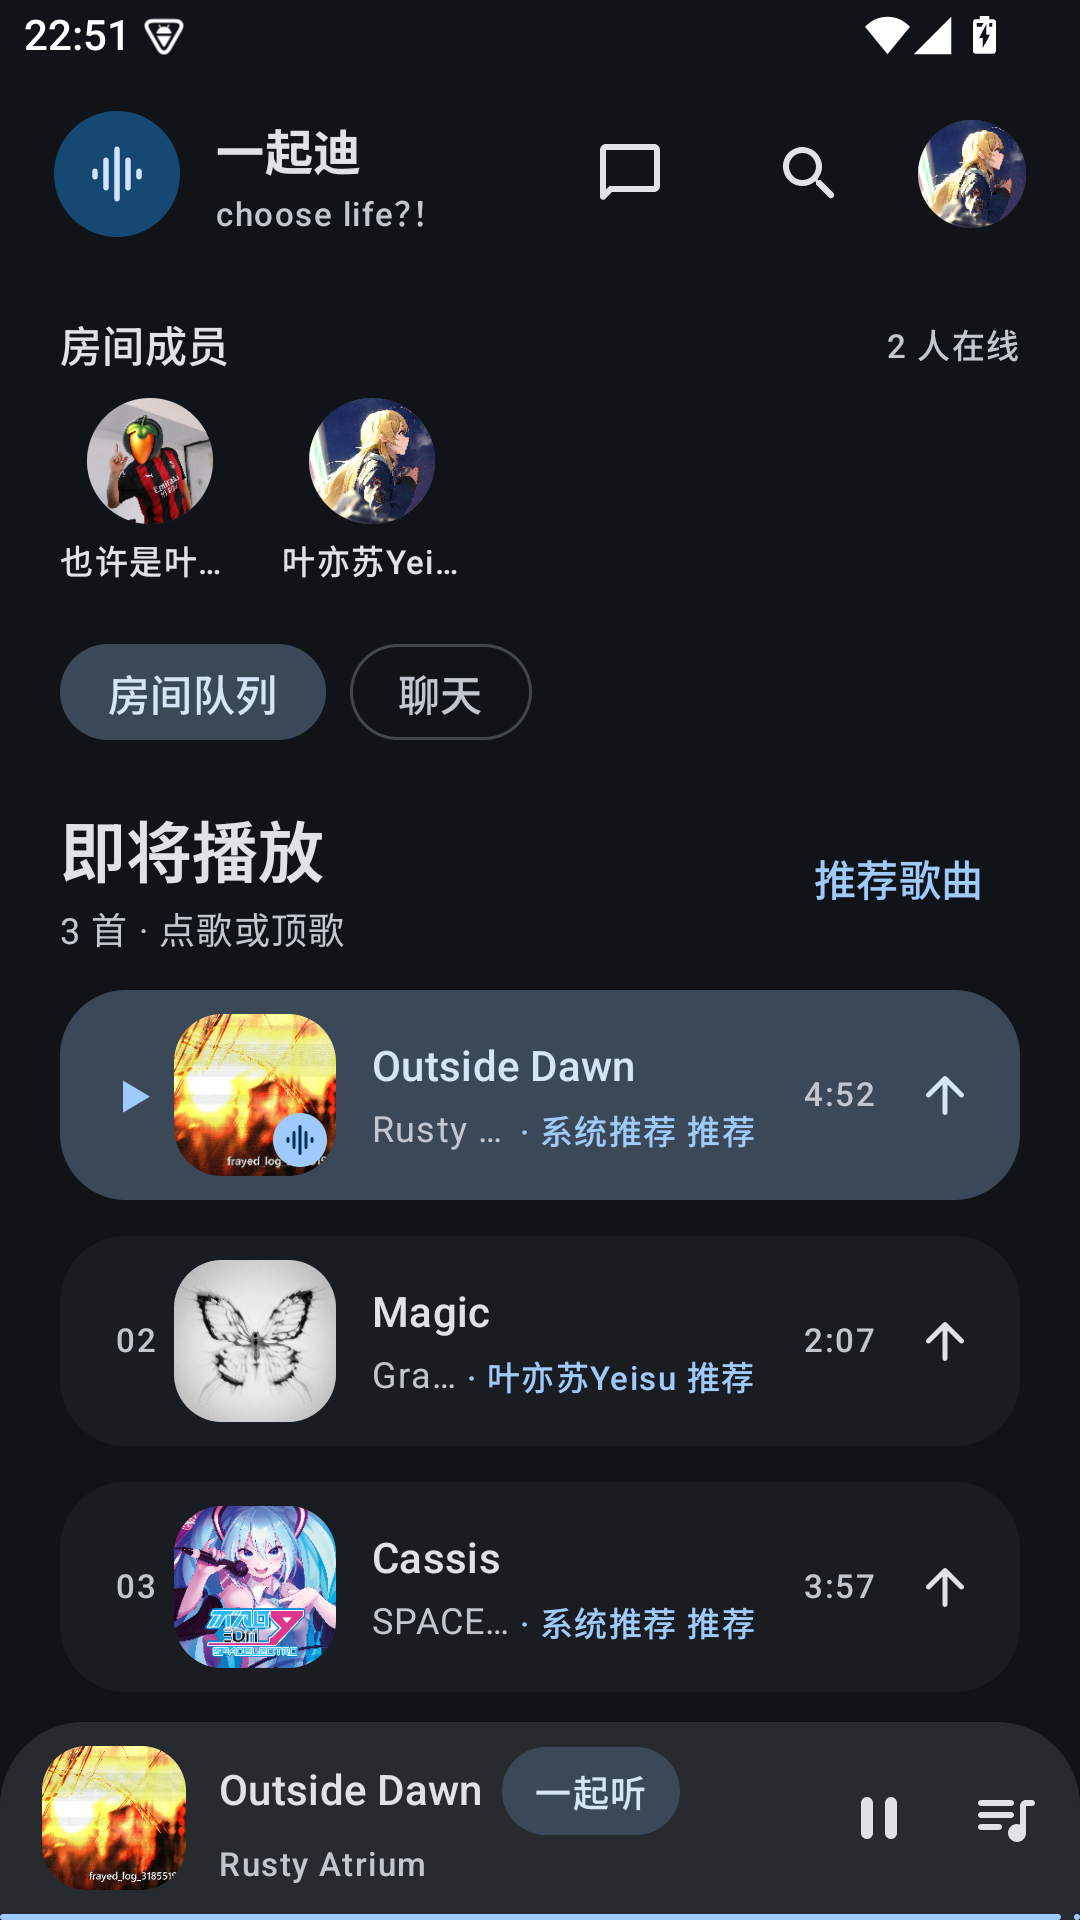 22:51
一起迪
choose life?!
房间成员
2 人在线
也许是叶...
叶亦苏Yei...
房间队列
聊天
即将播放
推荐歌曲
3 首 · 点歌或顶歌
Outside Dawn
Rusty ... · 系统推荐 推荐
4:52
02
Magic
Gra... · 叶亦苏Yeisu 推荐
2:07
03
Cassis
SPACE... · 系统推荐 推荐
3:57
Outside Dawn
一起听
Rusty Atrium